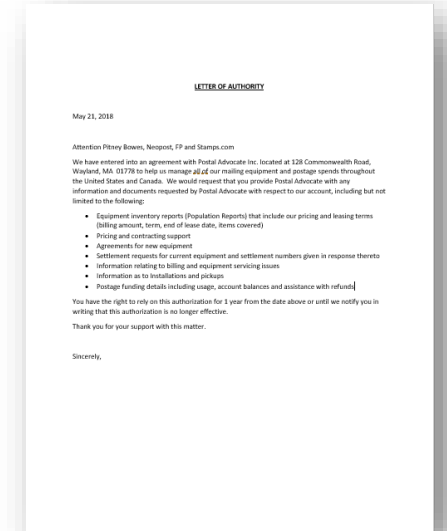 LETTER OF AUTHORITY
May 21, 2018
Attention Pitney Bowes, Neopost, FP and Stamps.com
We have entered into an agreement with Postal Advocate Inc. located at 128 Commonwealth Road,
Wayland, MA 01778 to help us manage all of our mailing equipment and postage spends throughout
the United States and Canada. We would request that you provide Postal Advocate with any
information and documents requested by Postal Advocate with respect to our account, including but not
limited to the following:
• Equipment inventory reports (Population Reports) that include our pricing and leasing terms
(billing amount, term, end of lease date, items covered)
• Pricing and contracting support
• Agreements for new equipment
• Settlement requests for current equipment and settlement numbers given in response thereto
• Information relating to billing and equipment servicing issues
• Information as to Installations and pickups
• Postage funding details including usage, account balances and assistance with refunds
You have the right to rely on this authorization for 1 year from the date above or until we notify you in
writing that this authorization is no longer effective.
Thank you for your support with this matter.
Sincerely,